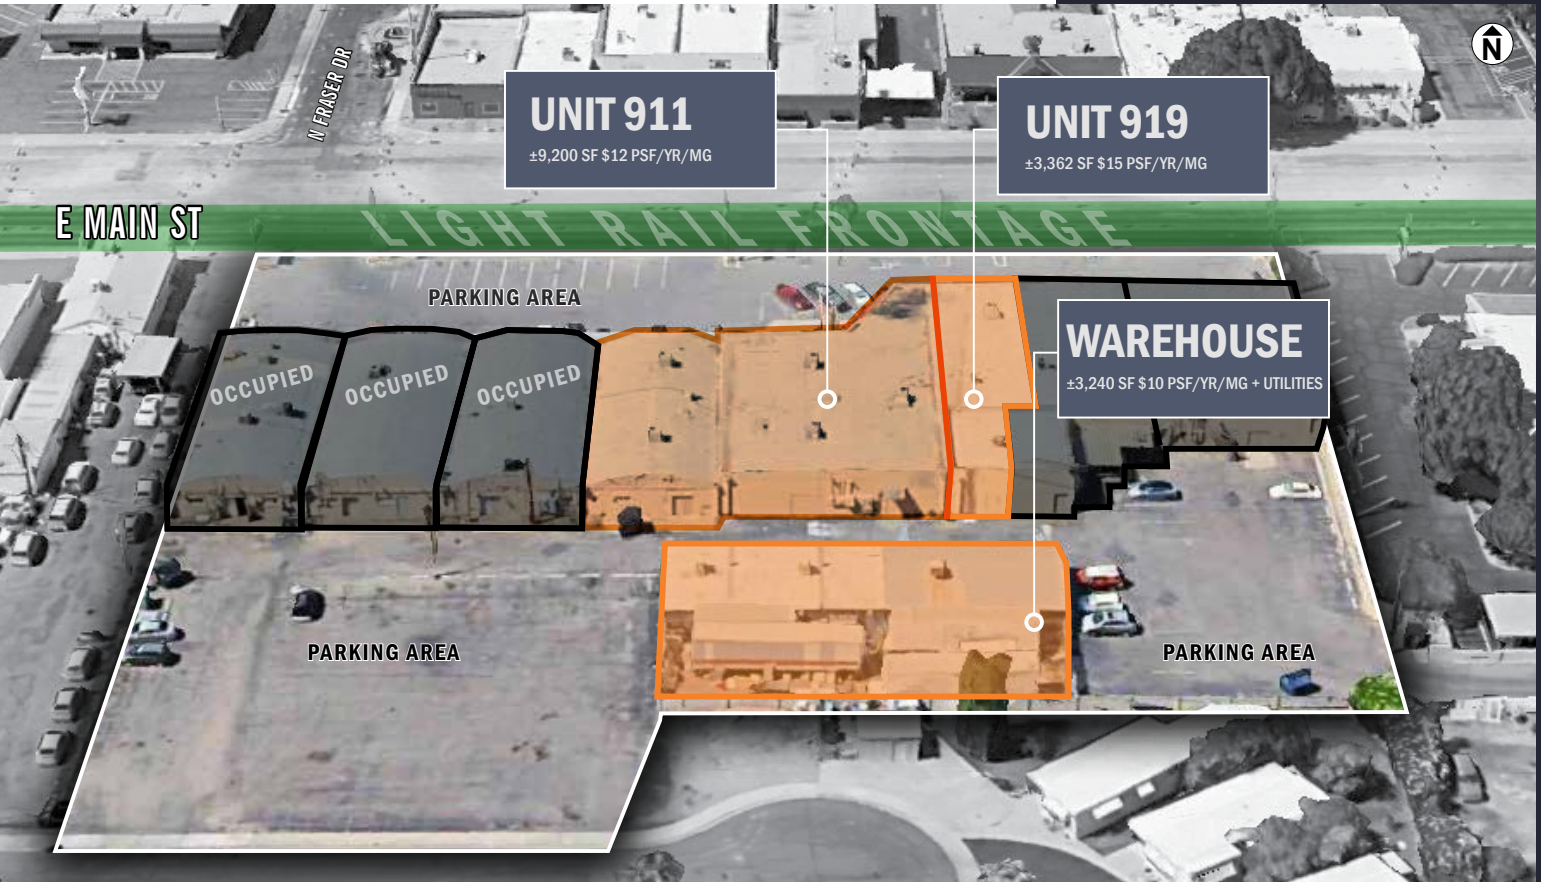 N FRASER DR
N
UNIT 911
±9,200 SF $12 PSF/YR/MG
UNIT 919
±3,362 SF $15 PSF/YR/MG
E MAIN ST
LIGHT RAIL FRONTAGE
PARKING AREA
WAREHOUSE
±3,240 SF $10 PSF/YR/MG + UTILITIES
OCCUPIED
OCCUPIED
OCCUPIED
PARKING AREA
PARKING AREA